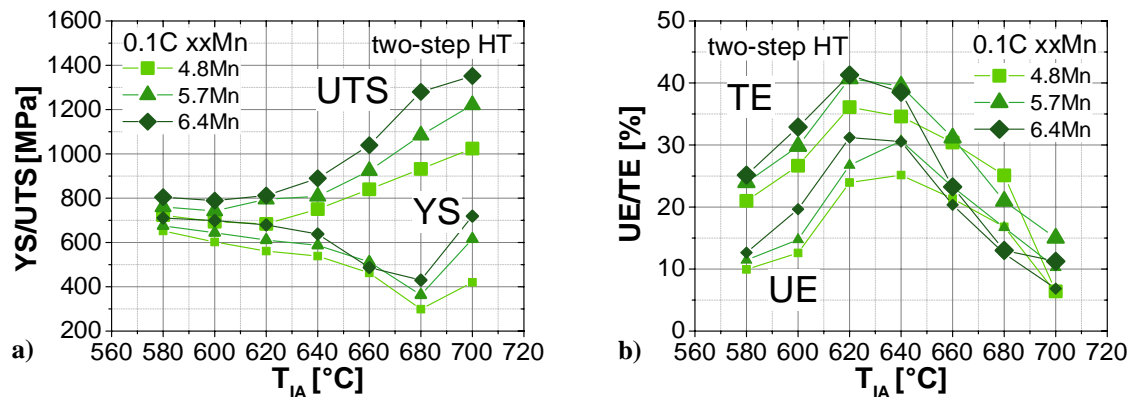 0.1C xxMn
4.8Mn
5.7Mn
6.4Mn
two-step HT
UTS
YS
YS/UTS [MPa]
1400
1200
1000
800
600
400
200
560 580 600 620 640 660 680 700 720
T_IA [°C]
a)
two-step HT
0.1C xxMn
4.8Mn
5.7Mn
6.4Mn
TE
UE
UE/TE [%]
50
40
30
20
10
0
560 580 600 620 640 660 680 700 720
T_IA [°C]
b)